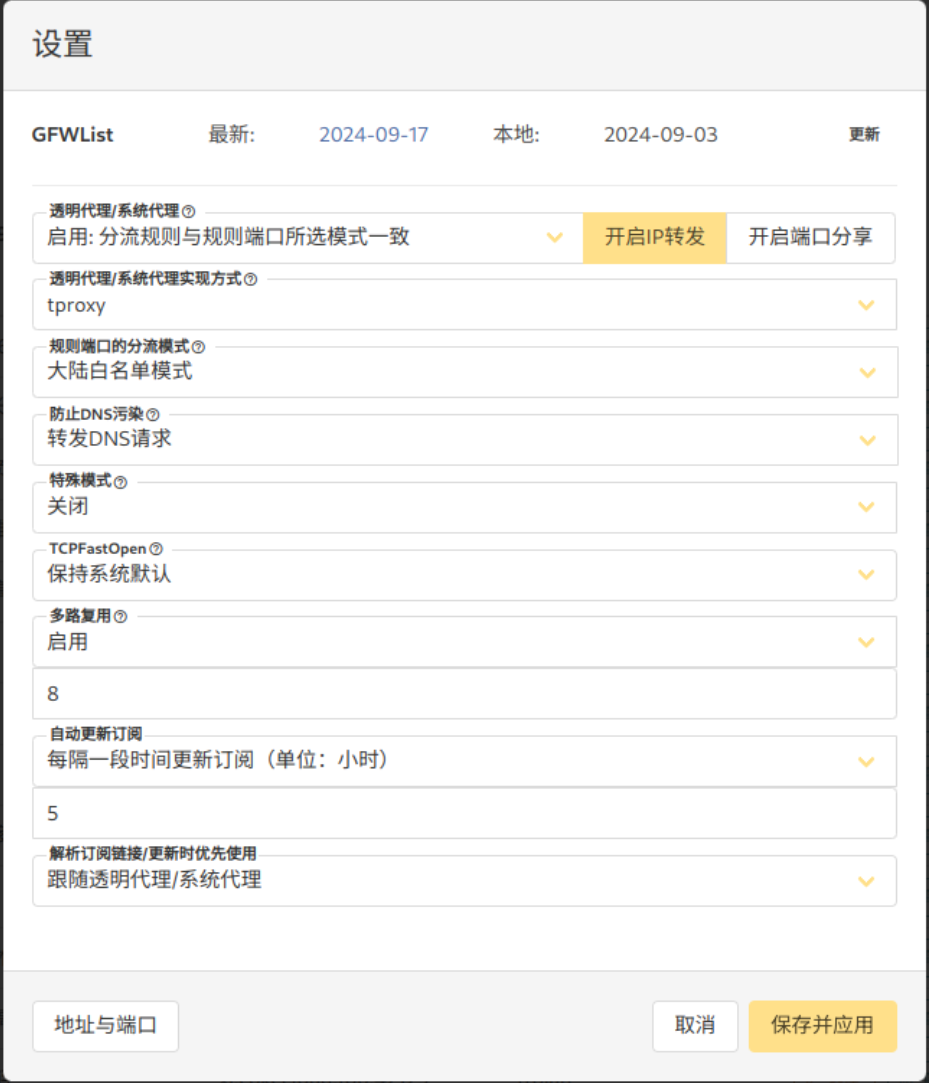 设置
GFWList 最新: 2024-09-17 本地: 2024-09-03 更新
透明代理/系统代理
启用: 分流规则与规则端口所选模式一致 开启IP转发 开启端口分享
透明代理/系统代理实现方式
tproxy
规则端口的分流模式
大陆白名单模式
防止DNS污染
转发DNS请求
特殊模式
关闭
TCPFastOpen
保持系统默认
多路复用
启用
8
自动更新订阅
每隔一段时间更新订阅（单位：小时）
5
解析订阅链接/更新时优先使用
跟随透明代理/系统代理
地址与端口 取消 保存并应用